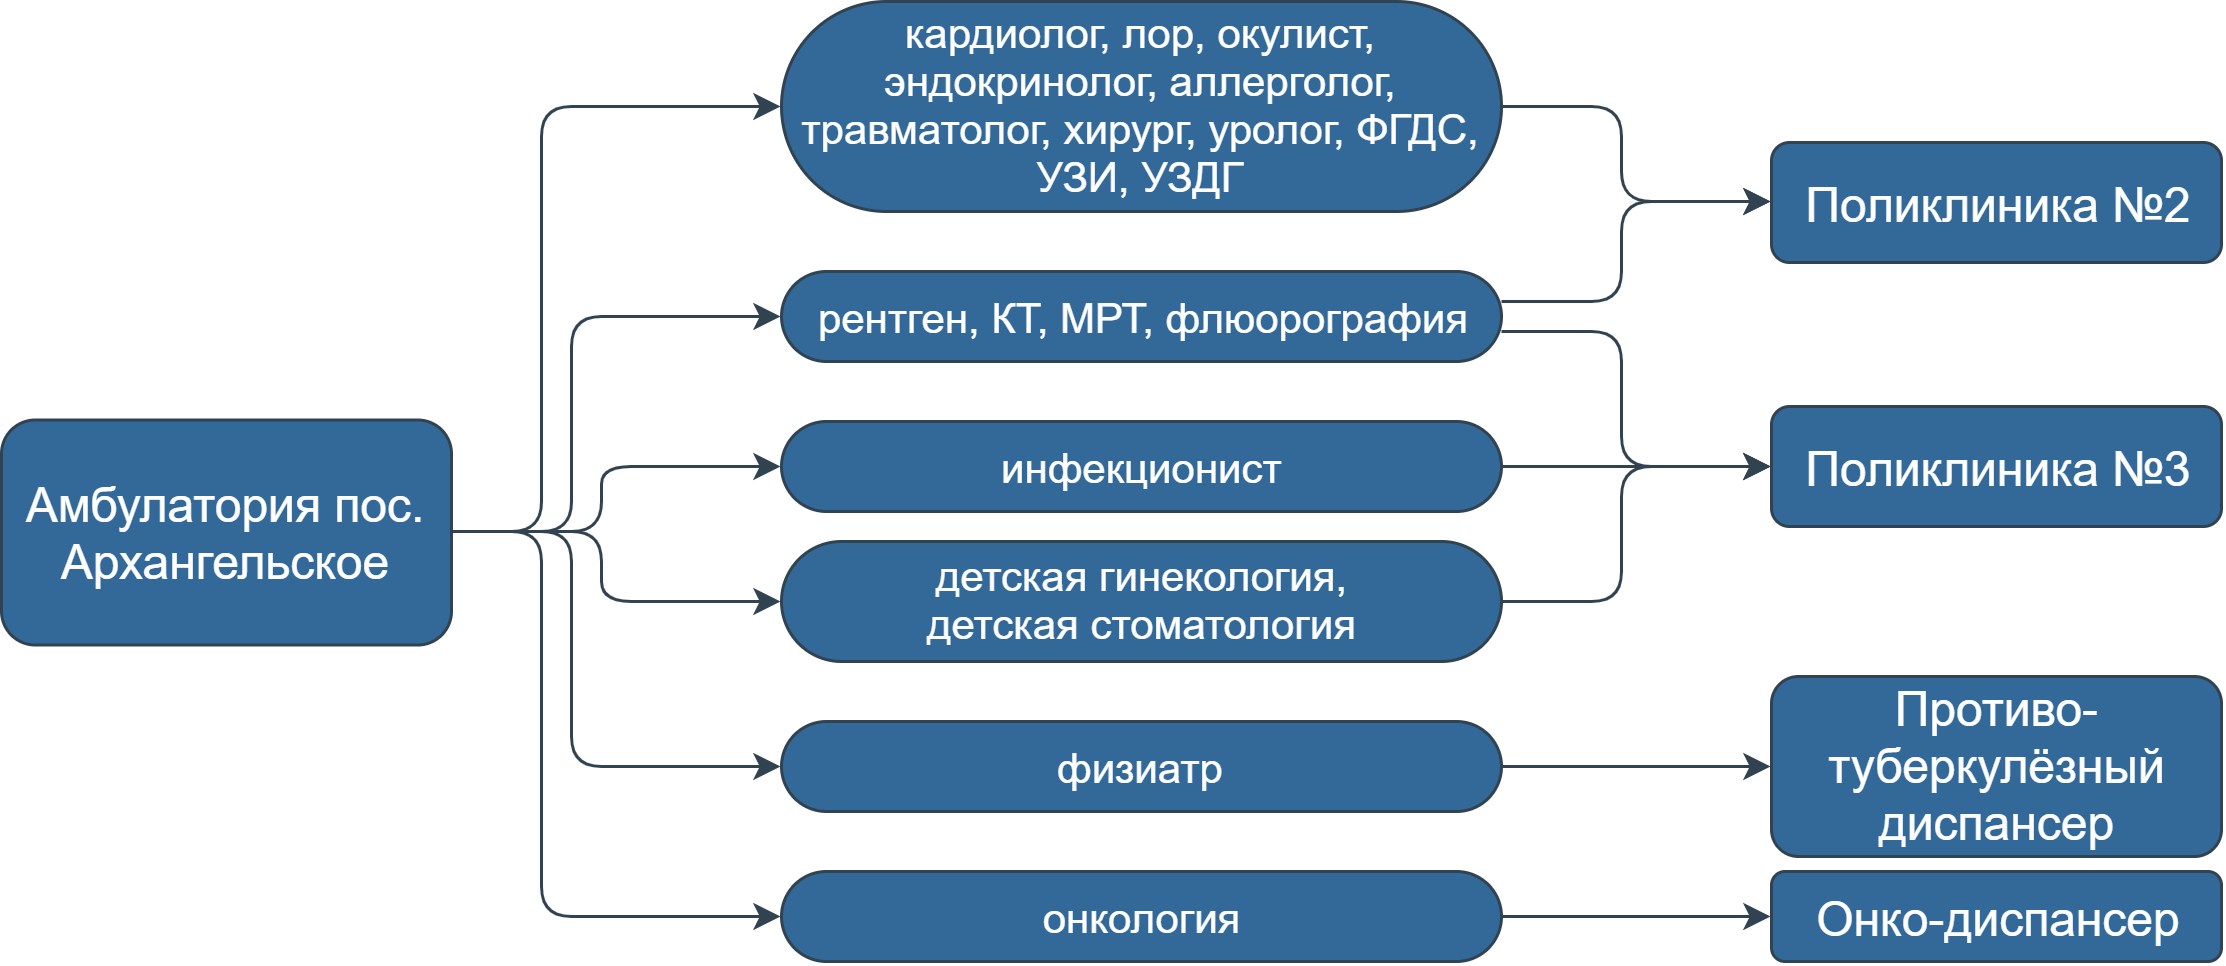 Амбулатория пос.
Архангельское
кардиолог, лор, окулист,
эндокринолог, аллерголог,
травматолог, хирург, уролог, ФГДС,
УЗИ, УЗДГ
рентген, КТ, МРТ, флюорография
инфекционист
детская гинекология,
детская стоматология
физиатр
онкология
Поликлиника №2
Поликлиника №3
Противо-
туберкулёзный
диспансер
Онко-диспансер